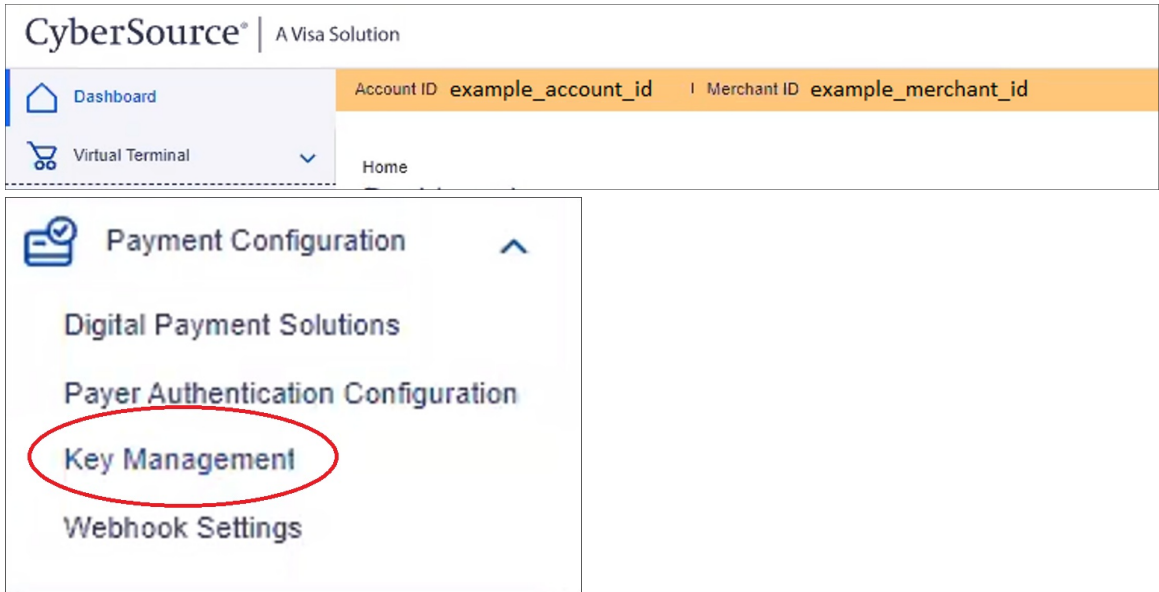 CyberSource® | A Visa Solution
Dashboard
Account ID example_account_id | Merchant ID example_merchant_id
Virtual Terminal
Home
Payment Configuration
Digital Payment Solutions
Payer Authentication Configuration
Key Management
Webhook Settings